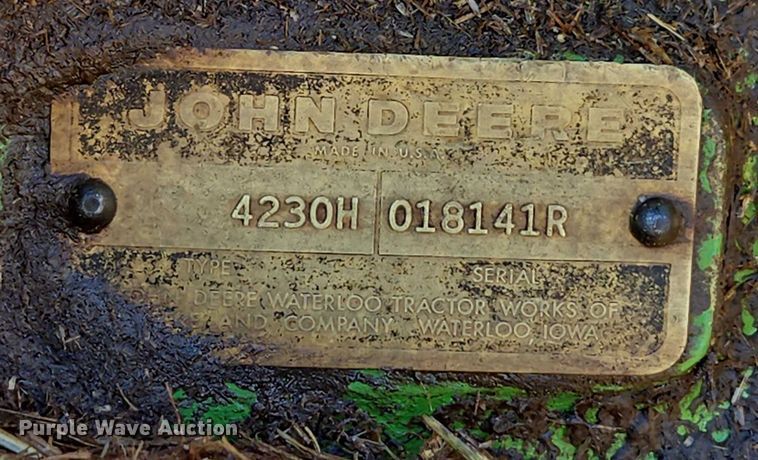 JOHN DEERE
MADE IN U.S.A.
4230H 018141R
TYPE SERIAL
DEERE WATERLOO TRACTOR WORKS OF
AND COMPANY WATERLOO, IOWA
Purple Wave Auction